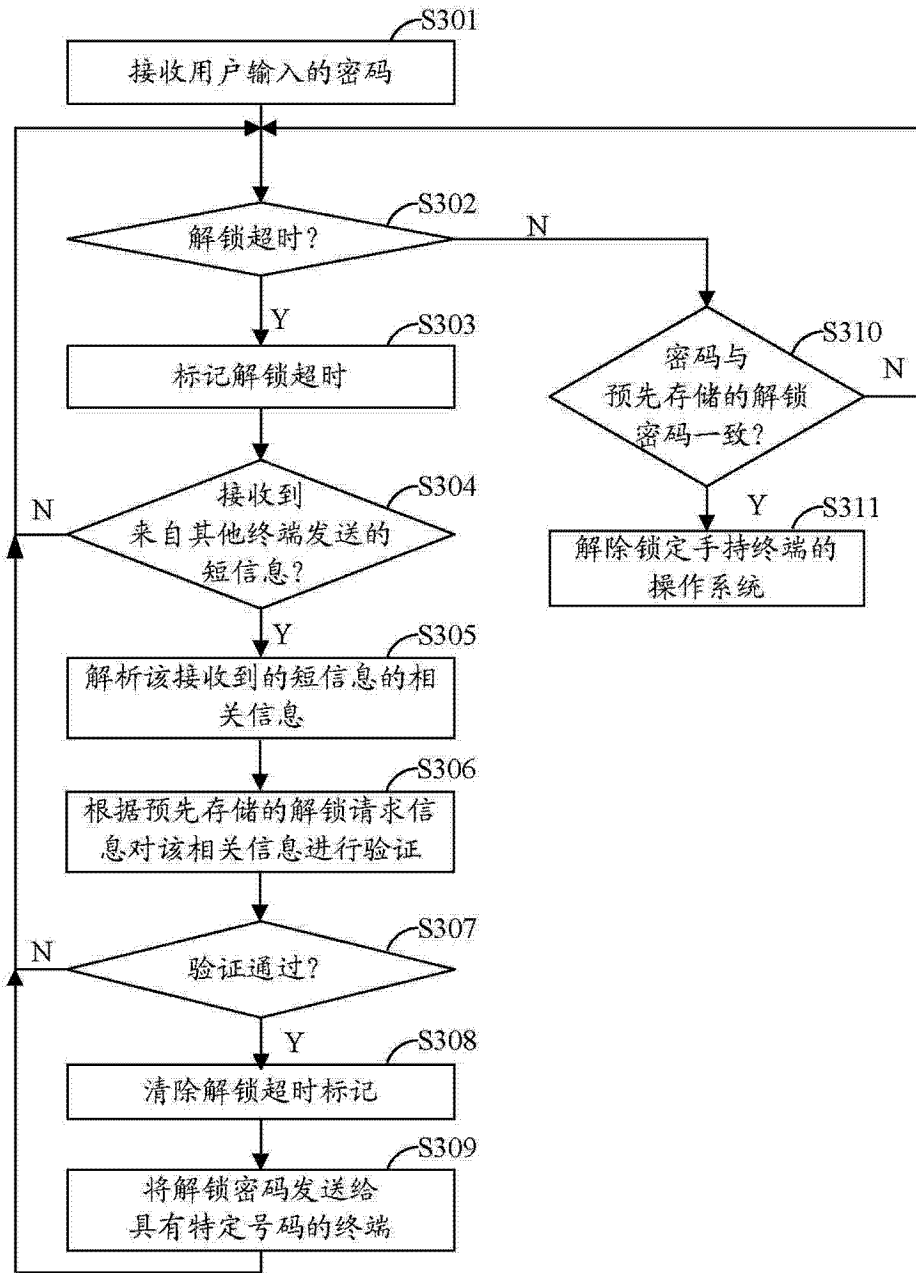 S301
接收用户输入的密码
S302
解锁超时？
N
Y
S303
标记解锁超时
S310
密码与
预先存储的解锁
密码一致？
N
S304
接收到
来自其他终端发送的
短信息？
N
Y
S311
解除锁定手持终端的
操作系统
Y
S305
解析该接收到的短信息的相
关信息
S306
根据预先存储的解锁请求信
息对该相关信息进行验证
S307
验证通过？
N
Y
S308
清除解锁超时标记
S309
将解锁密码发送给
具有特定号码的终端